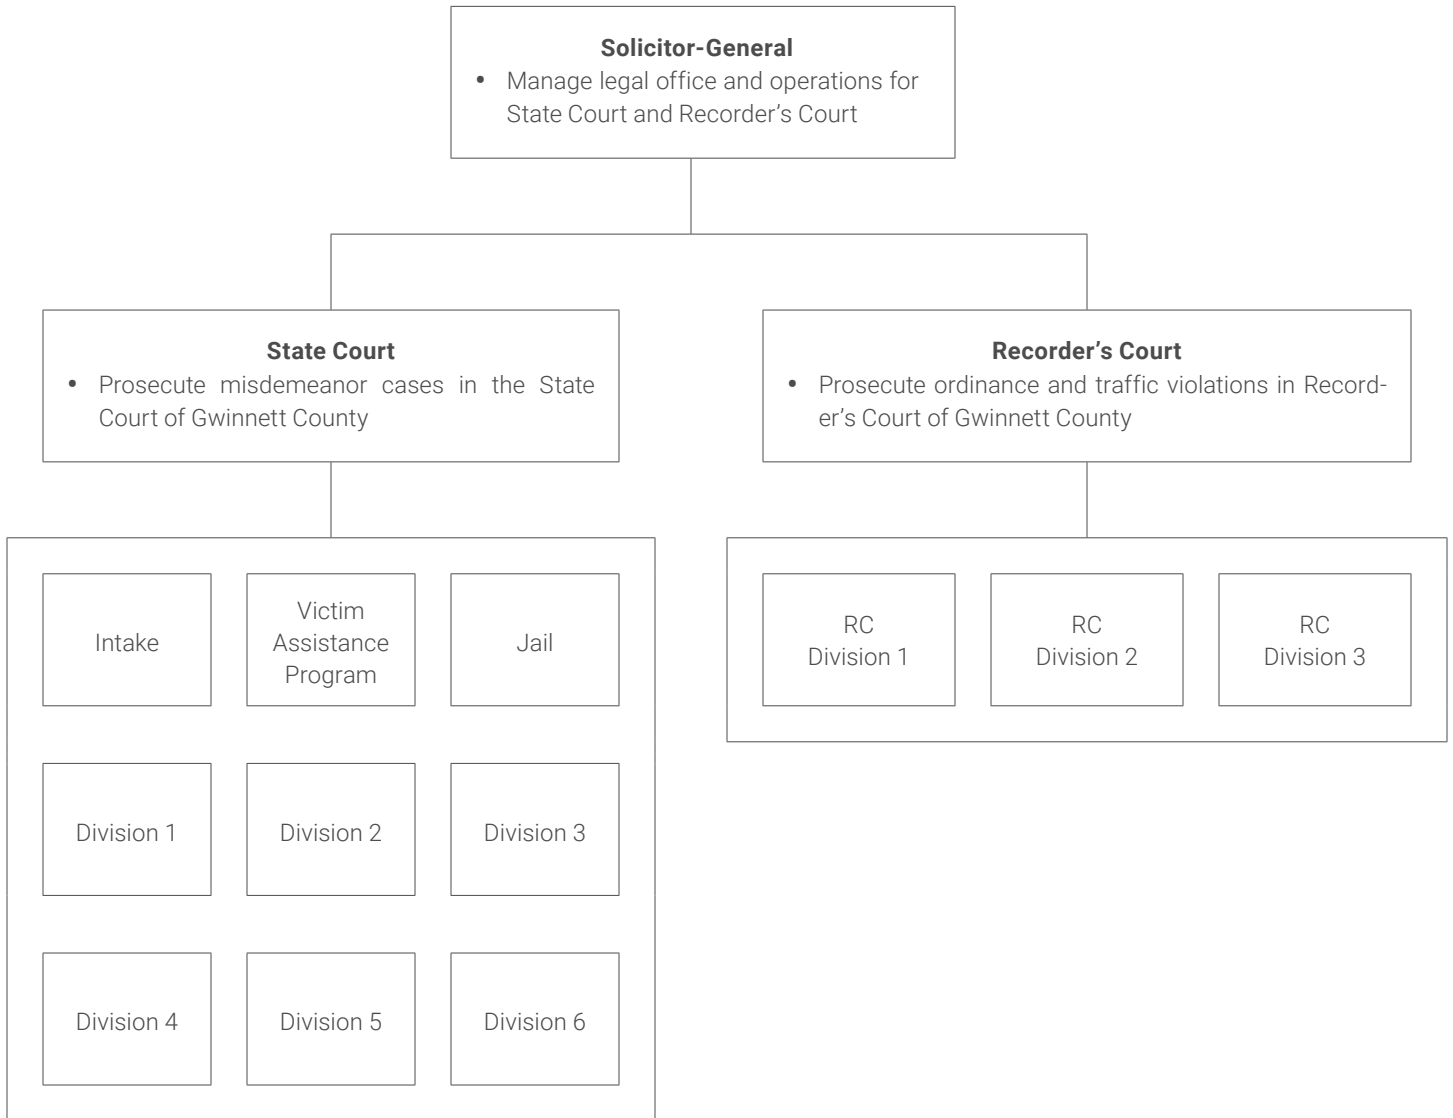 Solicitor-General
• Manage legal office and operations for
State Court and Recorder's Court
State Court
• Prosecute misdemeanor cases in the State
Court of Gwinnett County
Recorder's Court
• Prosecute ordinance and traffic violations in Record-
er's Court of Gwinnett County
Intake
Victim
Assistance
Program
Jail
Division 1
Division 2
Division 3
Division 4
Division 5
Division 6
RC
Division 1
RC
Division 2
RC
Division 3